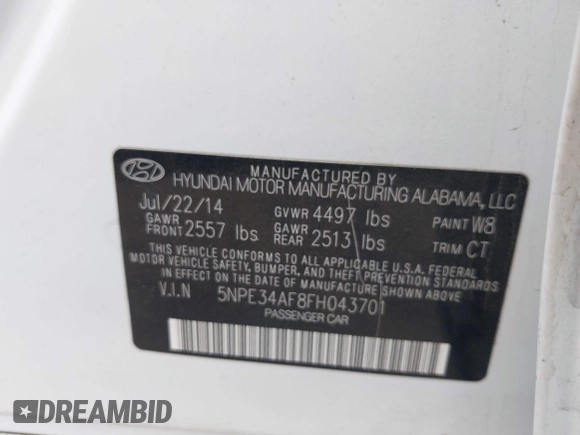 MANUFACTURED BY
HYUNDAI MOTOR MANUFACTURING ALABAMA, LLC
Jul/22/14 GVWR 4497 lbs PAINT W8
GAWR FRONT 2557 lbs GAWR REAR 2513 lbs TRIM CT
THIS VEHICLE CONFORMS TO ALL APPLICABLE U.S.A. FEDERAL
MOTOR VEHICLE SAFETY, BUMPER, AND THEFT PREVENTION STANDARDS
IN EFFECT ON THE DATE OF MANUFACTURE SHOWN ABOVE.
V.I.N 5NPE34AF8FH043701
PASSENGER CAR
DREAMBID